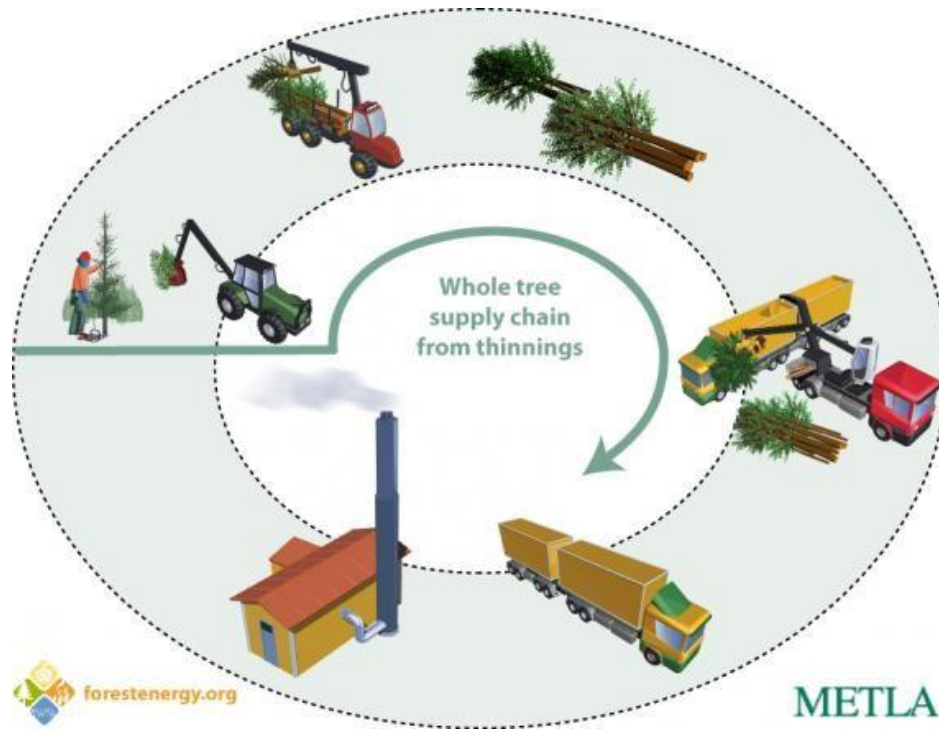 Whole tree
supply chain
from thinnings
forestenergy.org
METLA